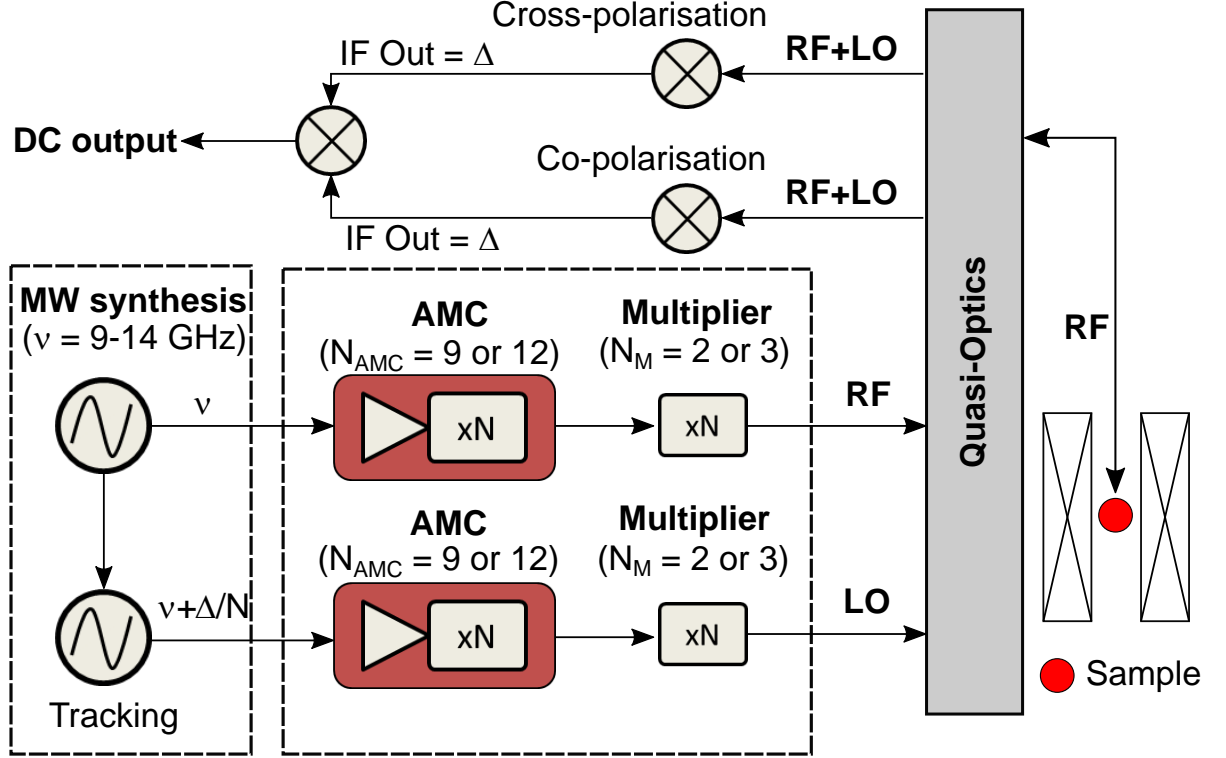 Cross-polarisation
IF Out = Δ
RF+LO
DC output
Co-polarisation
RF+LO
IF Out = Δ
MW synthesis
(ν = 9-14 GHz)
ν
ν+Δ/N
Tracking
AMC
(N_AMC = 9 or 12)
xN
Multiplier
(N_M = 2 or 3)
xN
RF
AMC
(N_AMC = 9 or 12)
xN
Multiplier
(N_M = 2 or 3)
xN
LO
Quasi-Optics
RF
Sample